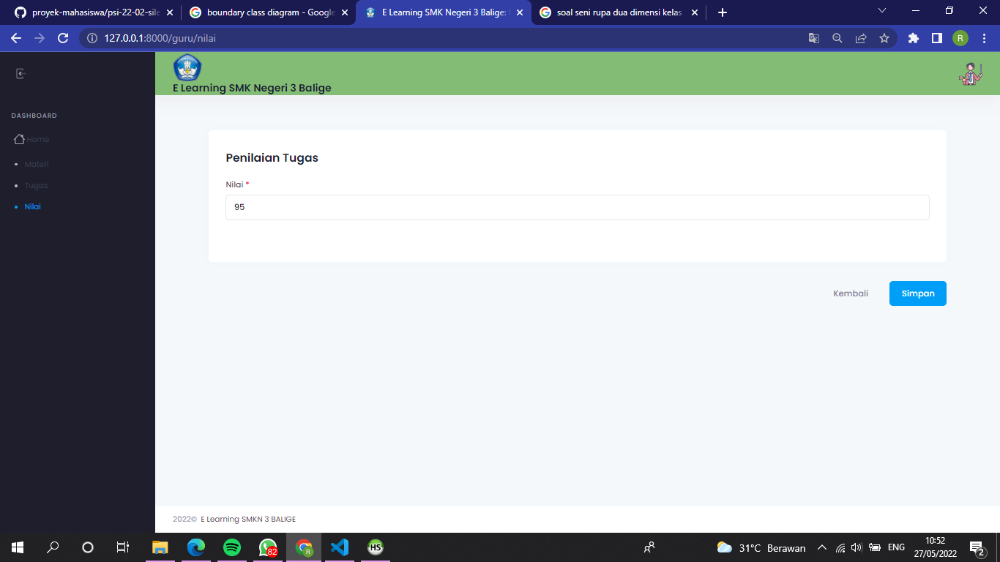 proyek-mahasiswa/psi-22-02-sile
boundary class diagram - Google
E Learning SMK Negeri 3 Balige:
soal seni rupa dua dimensi kelas
127.0.0.1:8000/guru/nilai
R
E Learning SMK Negeri 3 Balige
DASHBOARD
Home
Materi
Tugas
Nilai
Penilaian Tugas
Nilai *
95
Kembali
Simpan
2022© E Learning SMKN 3 BALIGE
82
R
HS
31°C Berawan
ENG
10:52
27/05/2022
2